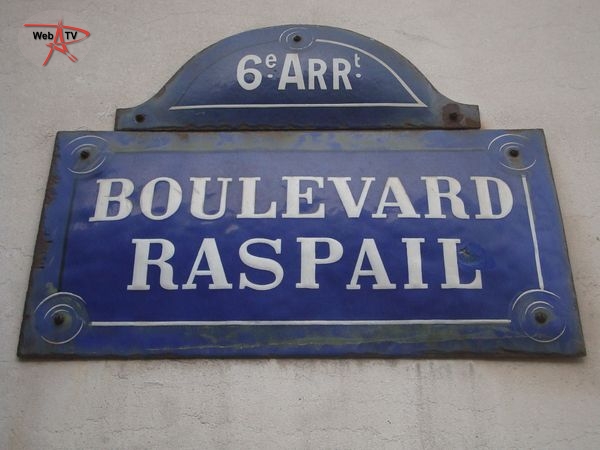 Web TV
6e Arrt.
BOULEVARD
RASPAIL